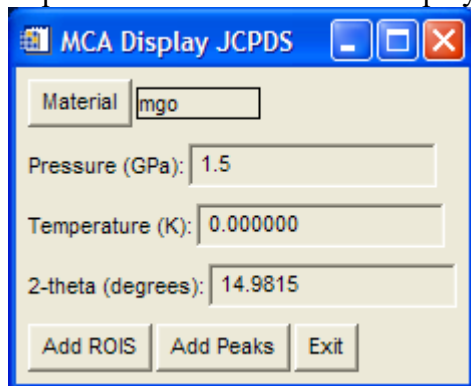 MCA Display JCPDS
Material mgo
Pressure (GPa): 1.5
Temperature (K): 0.000000
2-theta (degrees): 14.9815
Add ROIS Add Peaks Exit